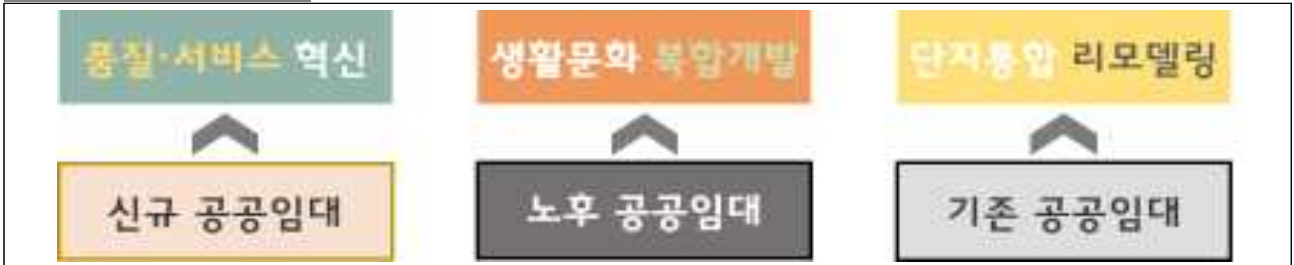 품질·서비스 혁신
생활문화 복합개발
단지통합 리모델링
신규 공공임대
노후 공공임대
기존 공공임대